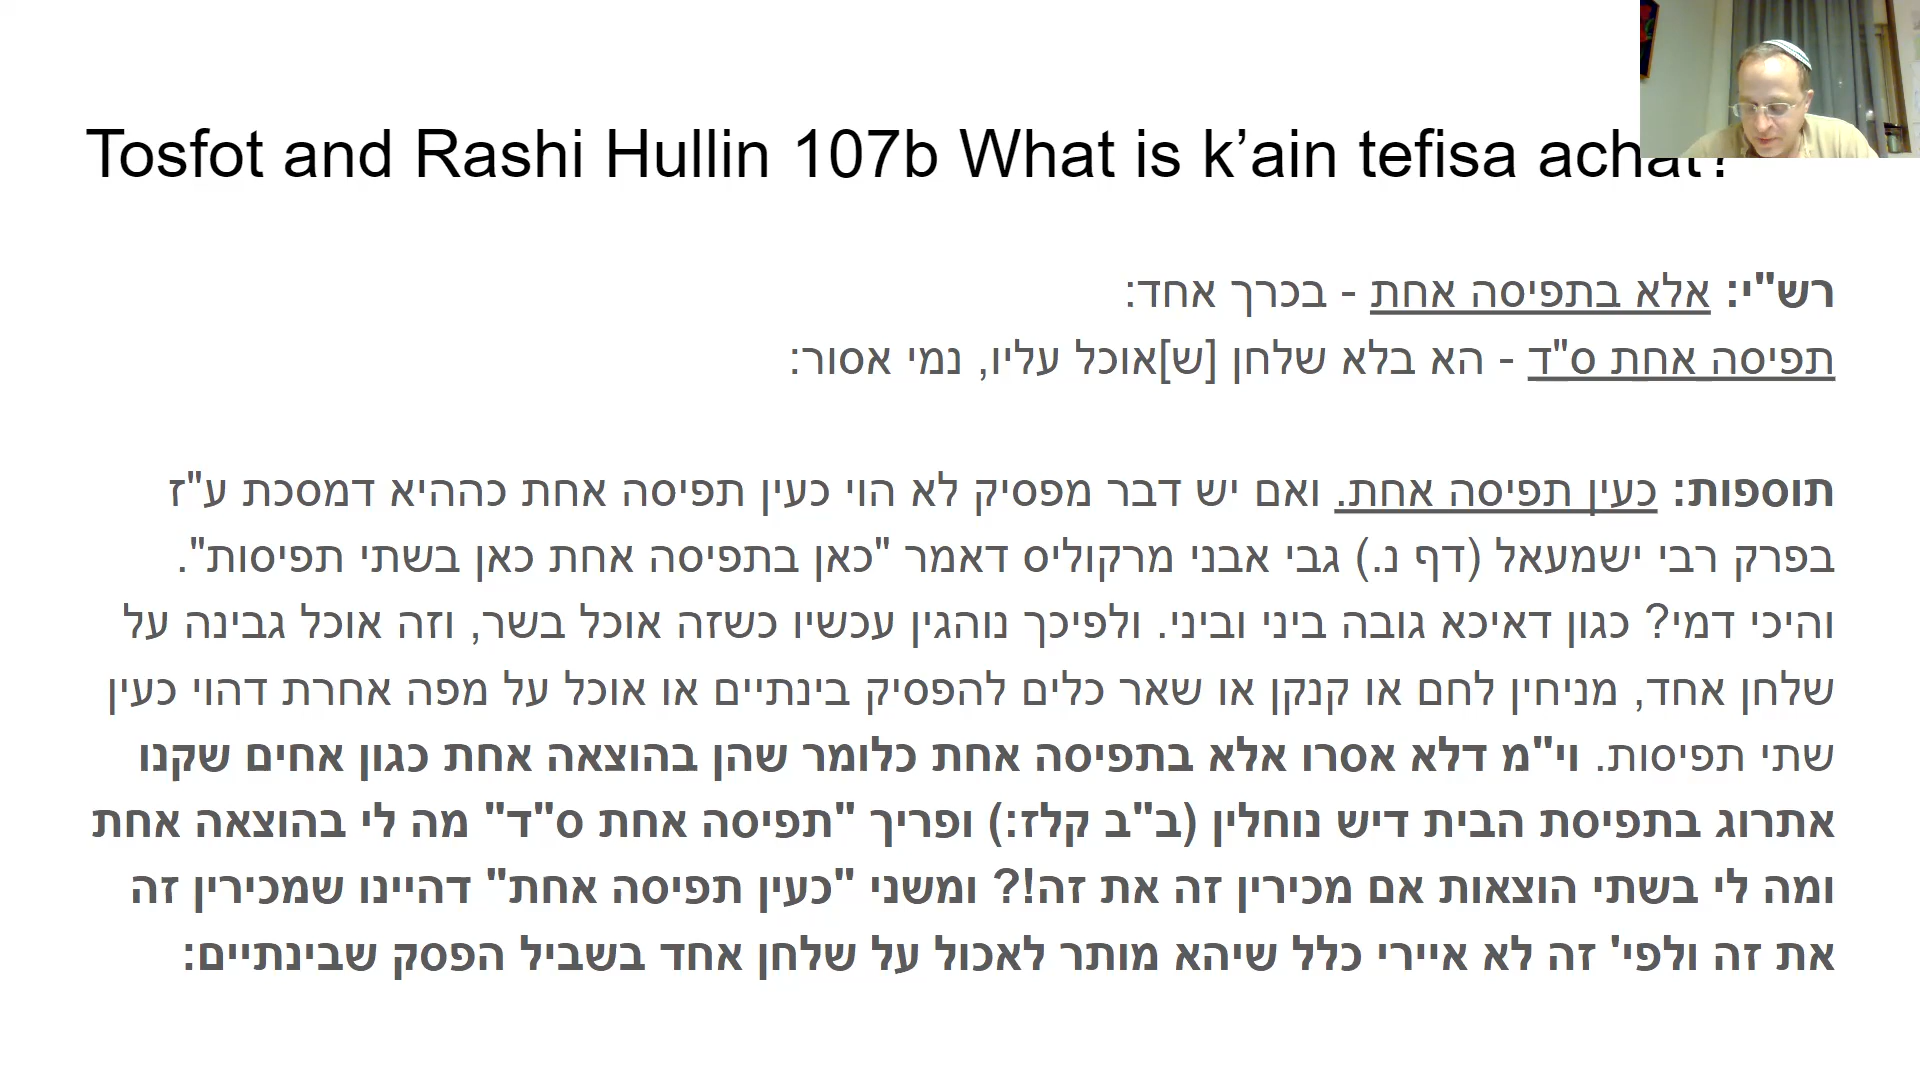 Tosfot and Rashi Hullin 107b What is k’ain tefisa achat?
רש"י: אלא בתפיסה אחת - בכרך אחד:
תפיסה אחת ס"ד - הא בלא שלחן [ש]אוכל עליו, נמי אסור:
תוספות: כעין תפיסה אחת. ואם יש דבר מפסיק לא הוי כעין תפיסה אחת כההיא דמסכת ע"ז
בפרק רבי ישמעאל (דף נ.) גבי אבני מרקוליס דאמר "כאן בתפיסה אחת כאן בשתי תפיסות".
והיכי דמי? כגון דאיכא גובה ביני וביני. ולפיכך נוהגין עכשיו כשזה אוכל בשר, וזה אוכל גבינה על
שלחן אחד, מניחין לחם או קנקן או שאר כלים להפסיק בינתיים או אוכל על מפה אחרת דהוי כעין
שתי תפיסות. וי"מ דלא אסרו אלא בתפיסה אחת כלומר שהן בהוצאה אחת כגון אחים שקנו
אתרוג בתפיסת הבית דיש נוחלין (ב"ב קלז:) ופריך "תפיסה אחת ס"ד" מה לי בהוצאה אחת
ומה לי בשתי הוצאות אם מכירין זה את זה!? ומשני "כעין תפיסה אחת" דהיינו שמכירין זה
את זה ולפי' זה לא איירי כלל שיהא מותר לאכול על שלחן אחד בשביל הפסק שבינתיים: